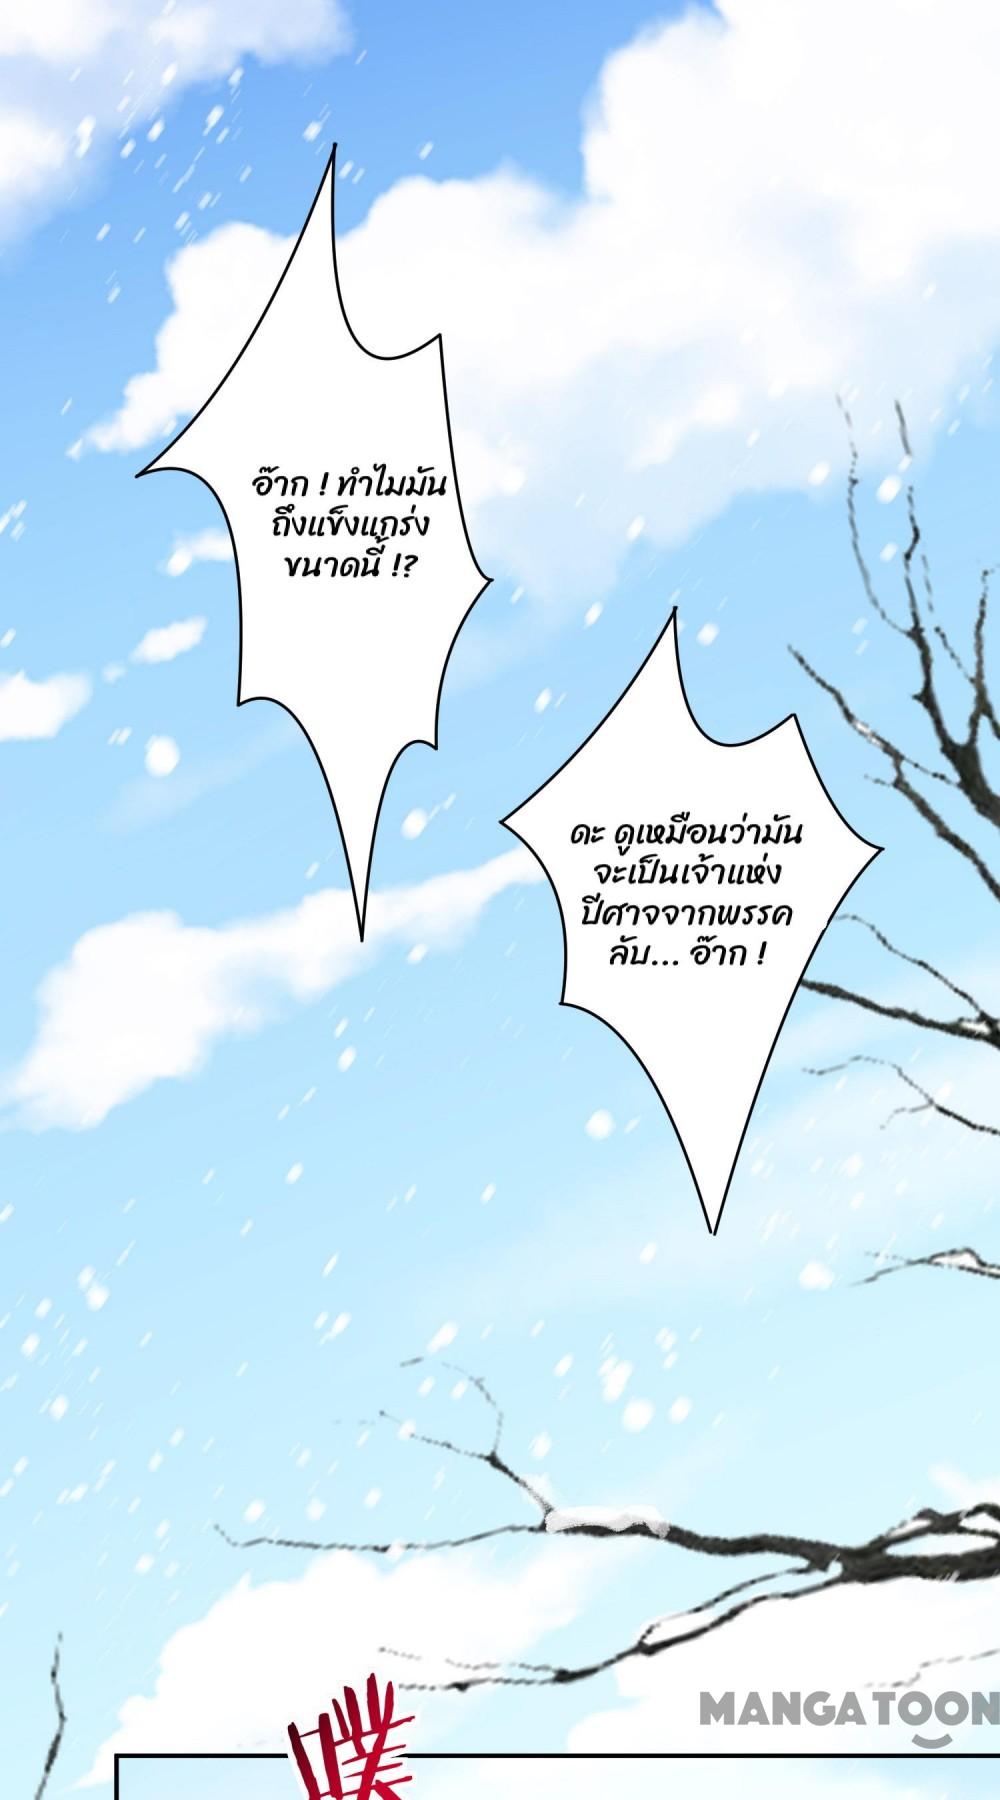 อ๊าก ! ทำไมมัน
ถึงแข็งแกร่ง
ขนาดนี้ !?
ดะ ดูเหมือนว่ามัน
จะเป็นเจ้าแห่ง
ปีศาจจากพรรค
ลับ... อ๊าก !
噗
MANGATOON